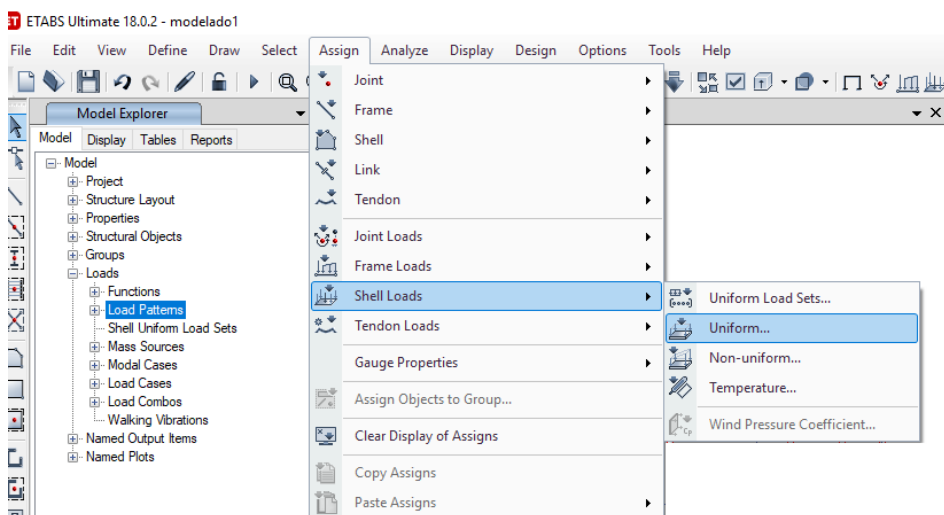 ETABS Ultimate 18.0.2 - modelado1
File Edit View Define Draw Select Assign Analyze Display Design Options Tools Help
Model Explorer
Model Display Tables Reports
Model
Project
Structure Layout
Properties
Structural Objects
Groups
Loads
Functions
Load Patterns
Shell Uniform Load Sets
Mass Sources
Modal Cases
Load Cases
Load Combos
Walking Vibrations
Named Output Items
Named Plots
Joint
Frame
Shell
Link
Tendon
Joint Loads
Frame Loads
Shell Loads
Tendon Loads
Gauge Properties
Assign Objects to Group...
Clear Display of Assigns
Copy Assigns
Paste Assigns
Uniform Load Sets...
Uniform...
Non-uniform...
Temperature...
Wind Pressure Coefficient...